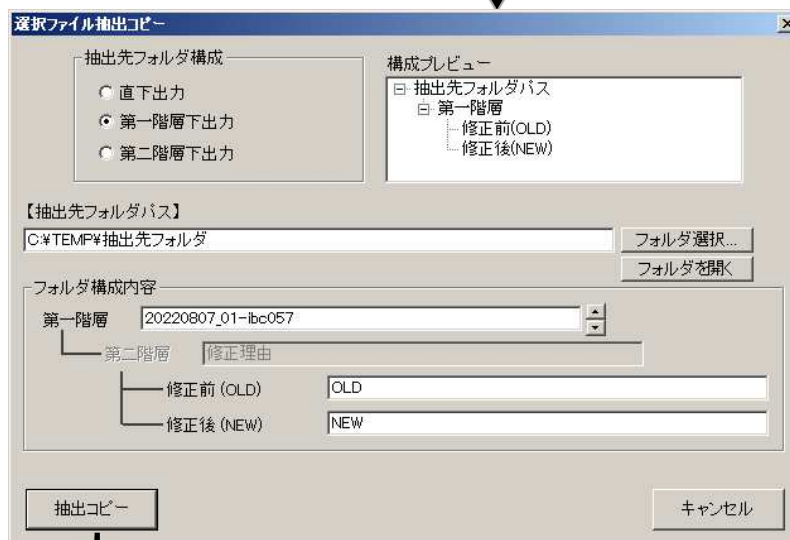 選択ファイル抽出コピー
抽出先フォルダ構成
直下出力
第一階層下出力
第二階層下出力
構成プレビュー
抽出先フォルダパス
第一階層
修正前(OLD)
修正後(NEW)
【抽出先フォルダパス】
C:¥TEMP¥抽出先フォルダ
フォルダ選択...
フォルダを開く
フォルダ構成内容
第一階層 20220807_01-ibc057
第二階層 修正理由
修正前 (OLD) OLD
修正後 (NEW) NEW
抽出コピー キャンセル